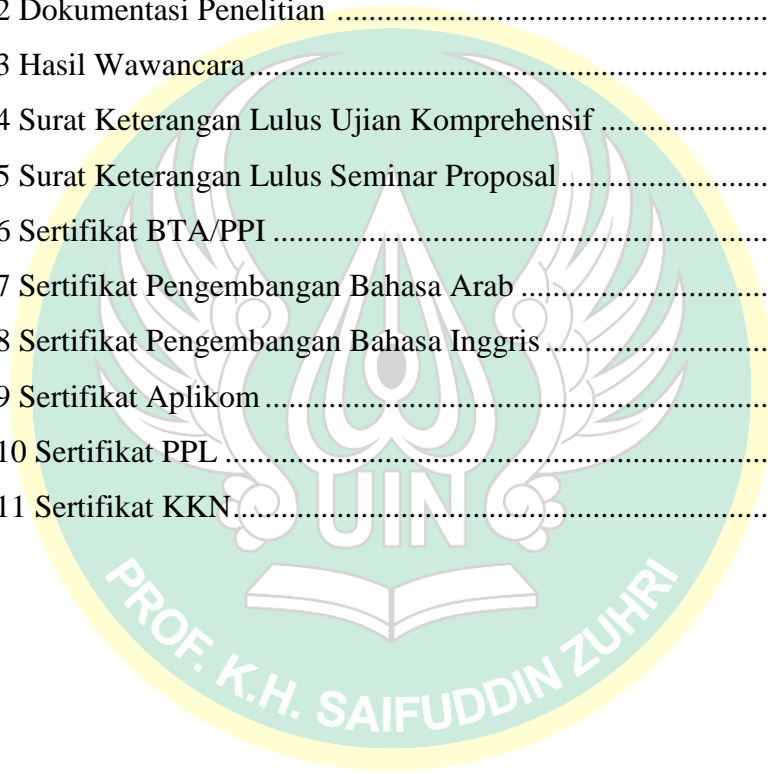 2 Dokumentasi Penelitian ......................................................
3 Hasil Wawancara.................................................................
4 Surat Keterangan Lulus Ujian Komprehensif .....................
5 Surat Keterangan Lulus Seminar Proposal..........................
6 Sertifikat BTA/PPI ..............................................................
7 Sertifikat Pengembangan Bahasa Arab ...............................
8 Sertifikat Pengembangan Bahasa Inggris............................
9 Sertifikat Aplikom ...............................................................
10 Sertifikat PPL ....................................................................
11 Sertifikat KKN...................................................................
UIN
PROF. K.H. SAIFUDDIN ZUHRI